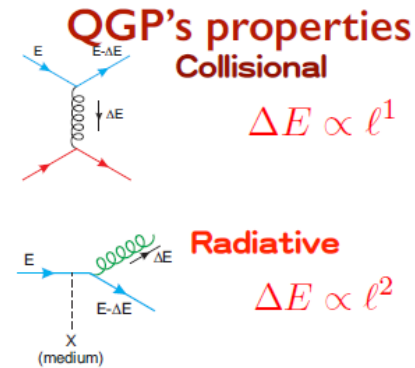 QGP's properties
E E-ΔE
Collisional
ΔE
ΔE ∝ ℓ¹
Radiative
E ΔE
E-ΔE
ΔE ∝ ℓ²
X
(medium)